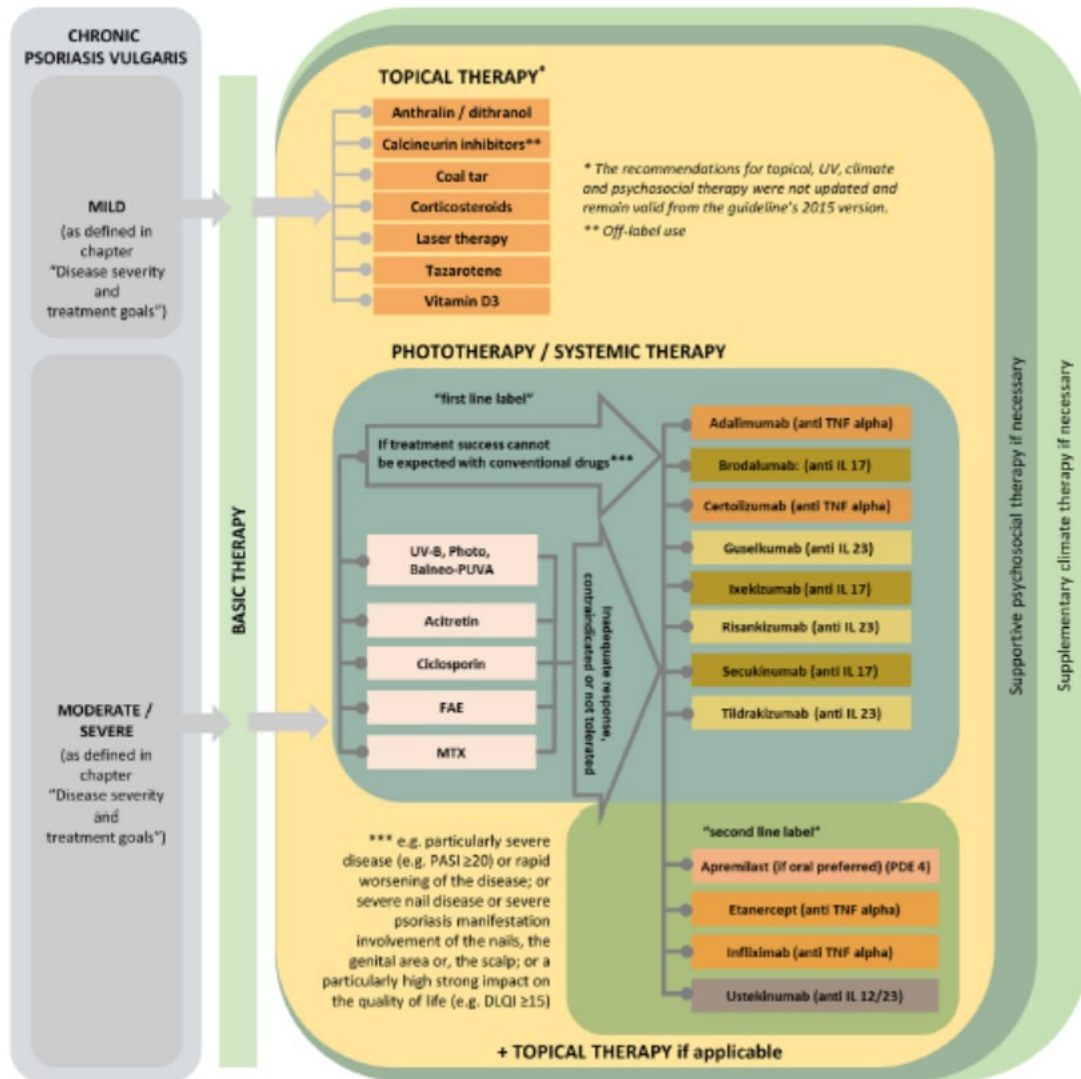 CHRONIC
PSORIASIS VULGARIS
MILD
(as defined in
chapter
"Disease severity
and
treatment goals")
MODERATE /
SEVERE
(as defined in
chapter
"Disease severity
and
treatment goals")
BASIC THERAPY
TOPICAL THERAPY*
Anthralin / dithranol
Calcineurin inhibitors**
Coal tar
Corticosteroids
Laser therapy
Tazarotene
Vitamin D3
* The recommendations for topical, UV, climate
and psychosocial therapy were not updated and
remain valid from the guideline's 2015 version.
** Off-label use
PHOTOTHERAPY / SYSTEMIC THERAPY
"first line label"
If treatment success cannot
be expected with conventional drugs***
UV-B, Photo,
Balneo-PUVA
Acitretin
Ciclosporin
FAE
MTX
Inadequate response,
contraindicated or not tolerated
Adalimumab (anti TNF alpha)
Brodalumab: (anti IL 17)
Certolizumab (anti TNF alpha)
Guselkumab (anti IL 23)
Ixekizumab (anti IL 17)
Risankizumab (anti IL 23)
Secukinumab (anti IL 17)
Tildrakizumab (anti IL 23)
"second line label"
Apremilast (if oral preferred) (PDE 4)
Etanercept (anti TNF alpha)
Infliximab (anti TNF alpha)
Ustekinumab (anti IL 12/23)
*** e.g. particularly severe
disease (e.g. PASI ≥20) or rapid
worsening of the disease; or
severe nail disease or severe
psoriasis manifestation
involvement of the nails, the
genital area or, the scalp; or a
particularly high strong impact on
the quality of life (e.g. DLQI ≥15)
+ TOPICAL THERAPY if applicable
Supportive psychosocial therapy if necessary
Supplementary climate therapy if necessary